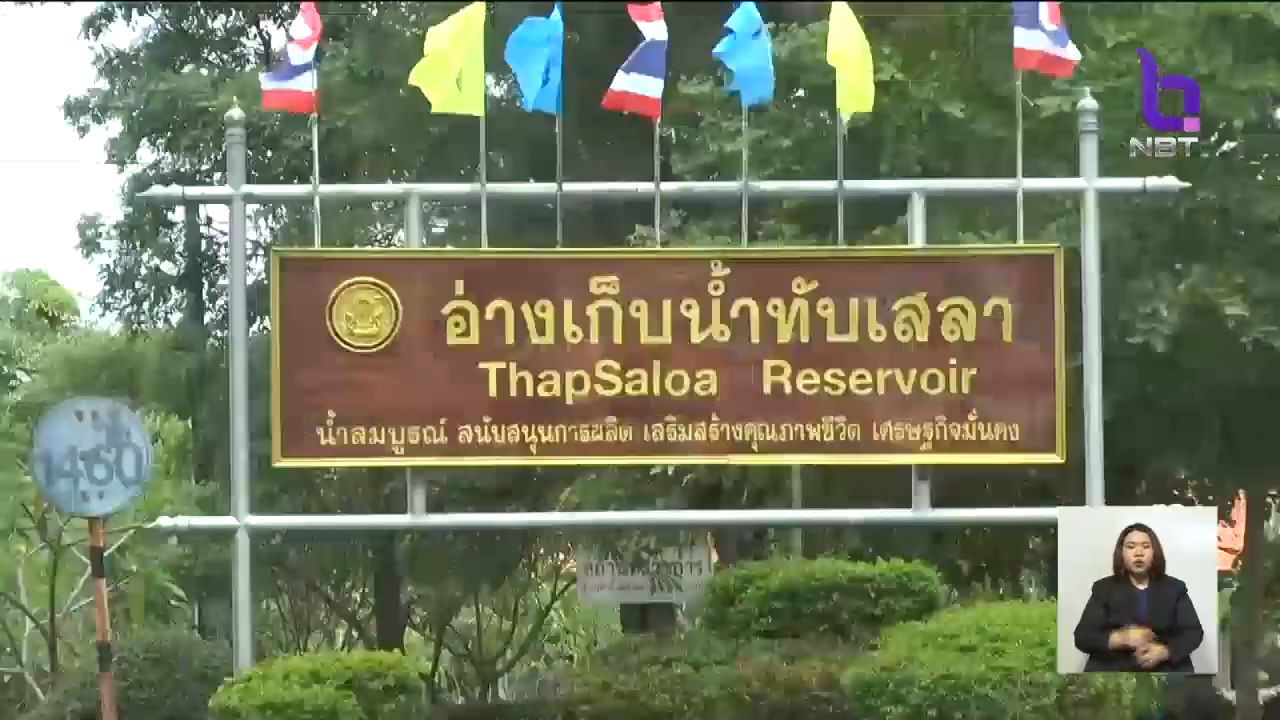 NBT
อ่างเก็บน้ำทับเสลา
ThapSaloa Reservoir
น้ำสมบูรณ์ สนับสนุนการผลิต เสริมสร้างคุณภาพชีวิต เศรษฐกิจมั่นคง
1460